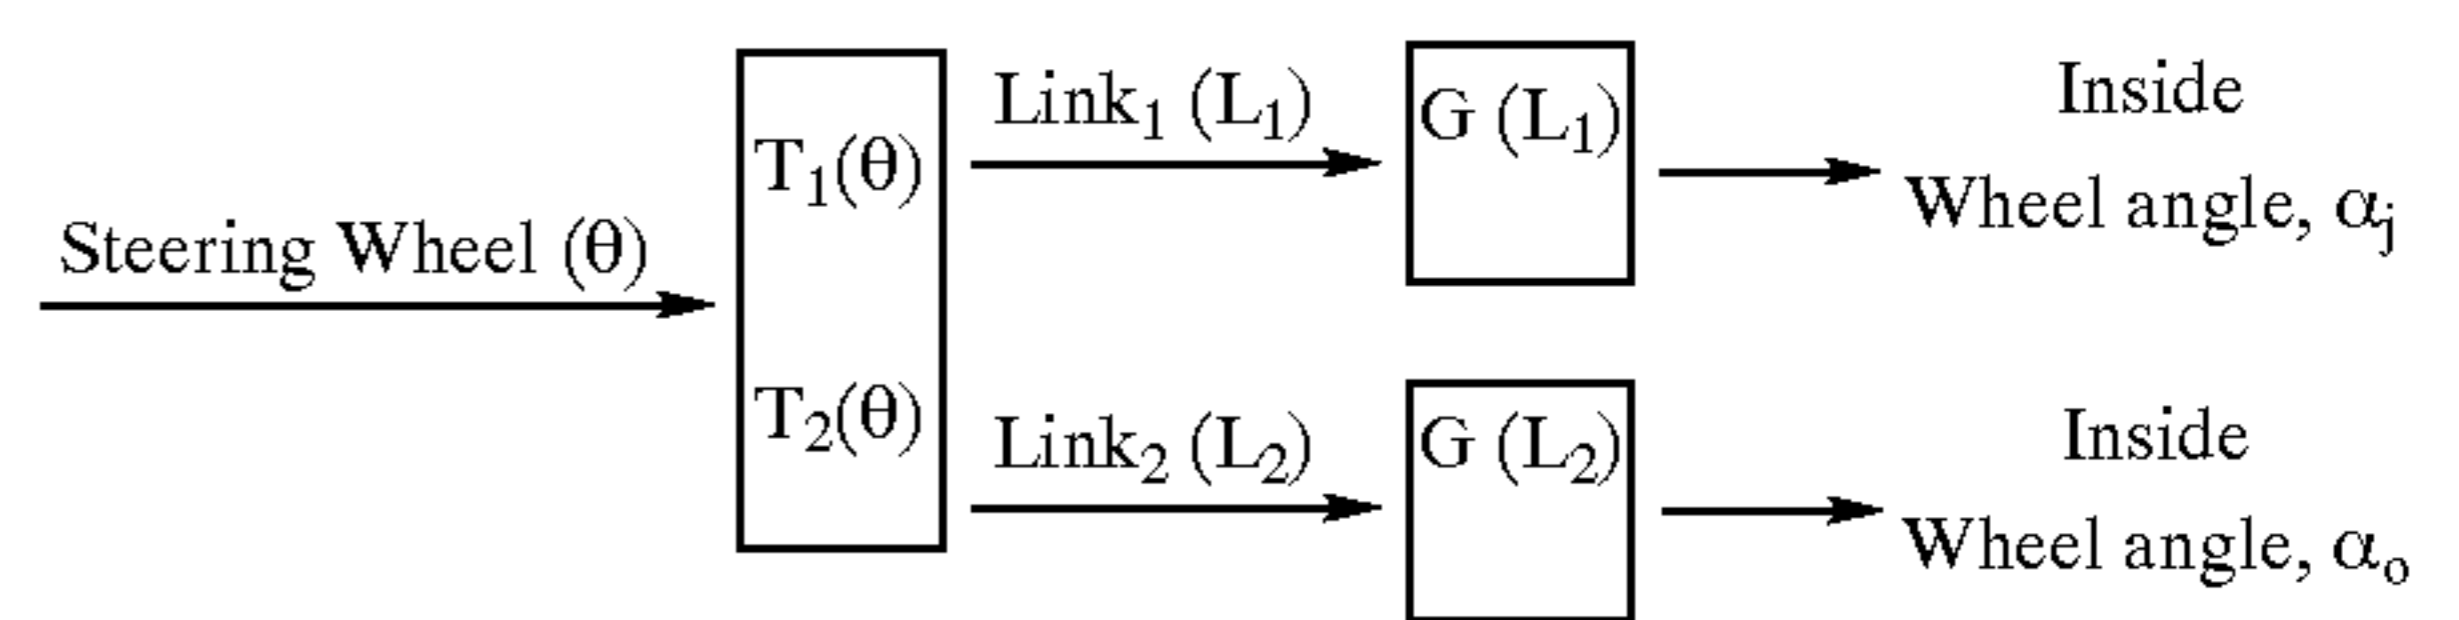 Steering Wheel (θ)
T₁(θ)
T₂(θ)
Link₁ (L₁)
G (L₁)
Inside
Wheel angle, αⱼ
Link₂ (L₂)
G (L₂)
Inside
Wheel angle, αₒ